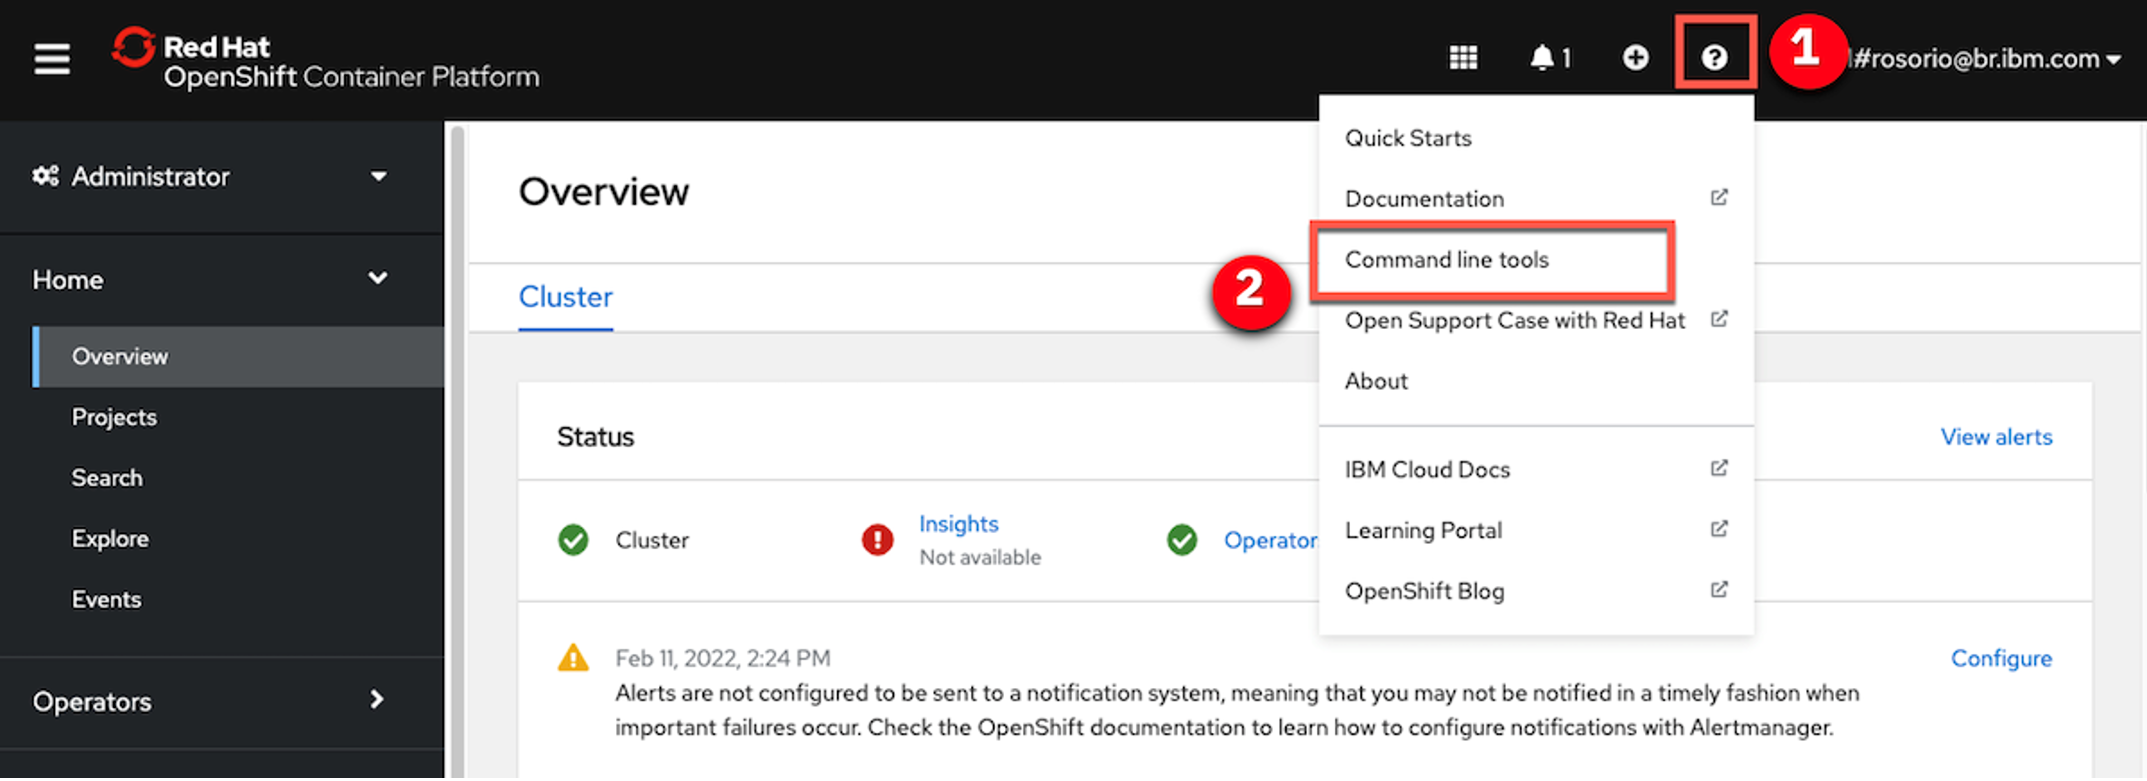 Red Hat
OpenShift Container Platform
1
1
#rosorio@br.ibm.com
Administrator
Home
Overview
Projects
Search
Explore
Events
Operators
Overview
Cluster
2
Quick Starts
Documentation
Command line tools
Open Support Case with Red Hat
About
IBM Cloud Docs
Learning Portal
OpenShift Blog
Status
View alerts
Cluster
Insights
Not available
Operator
Feb 11, 2022, 2:24 PM
Configure
Alerts are not configured to be sent to a notification system, meaning that you may not be notified in a timely fashion when
important failures occur. Check the OpenShift documentation to learn how to configure notifications with Alertmanager.